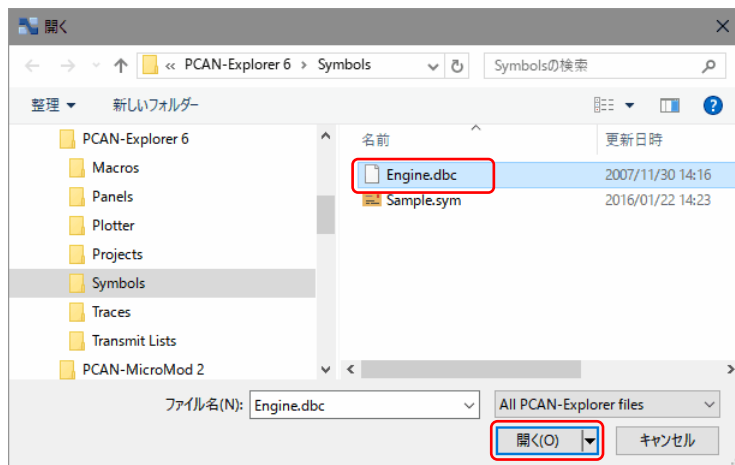 開く
« PCAN-Explorer 6 › Symbols
Symbolsの検索
整理 新しいフォルダー
PCAN-Explorer 6
Macros
Panels
Plotter
Projects
Symbols
Traces
Transmit Lists
PCAN-MicroMod 2
名前 更新日時
Engine.dbc 2007/11/30 14:16
Sample.sym 2016/01/22 14:23
ファイル名(N): Engine.dbc All PCAN-Explorer files
開く(O) キャンセル